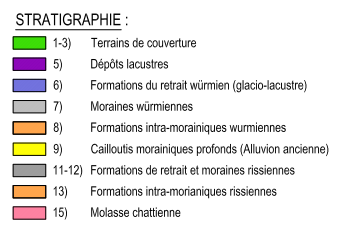 STRATIGRAPHIE :
1-3) Terrains de couverture
5) Dépôts lacustres
6) Formations du retrait würmien (glacio-lacustre)
7) Moraines würmiennes
8) Formations intra-morainiques wurmiennes
9) Cailloutis morainiques profonds (Alluvion ancienne)
11-12) Formations de retrait et moraines rissiennes
13) Formations intra-morianiques rissiennes
15) Molasse chattienne